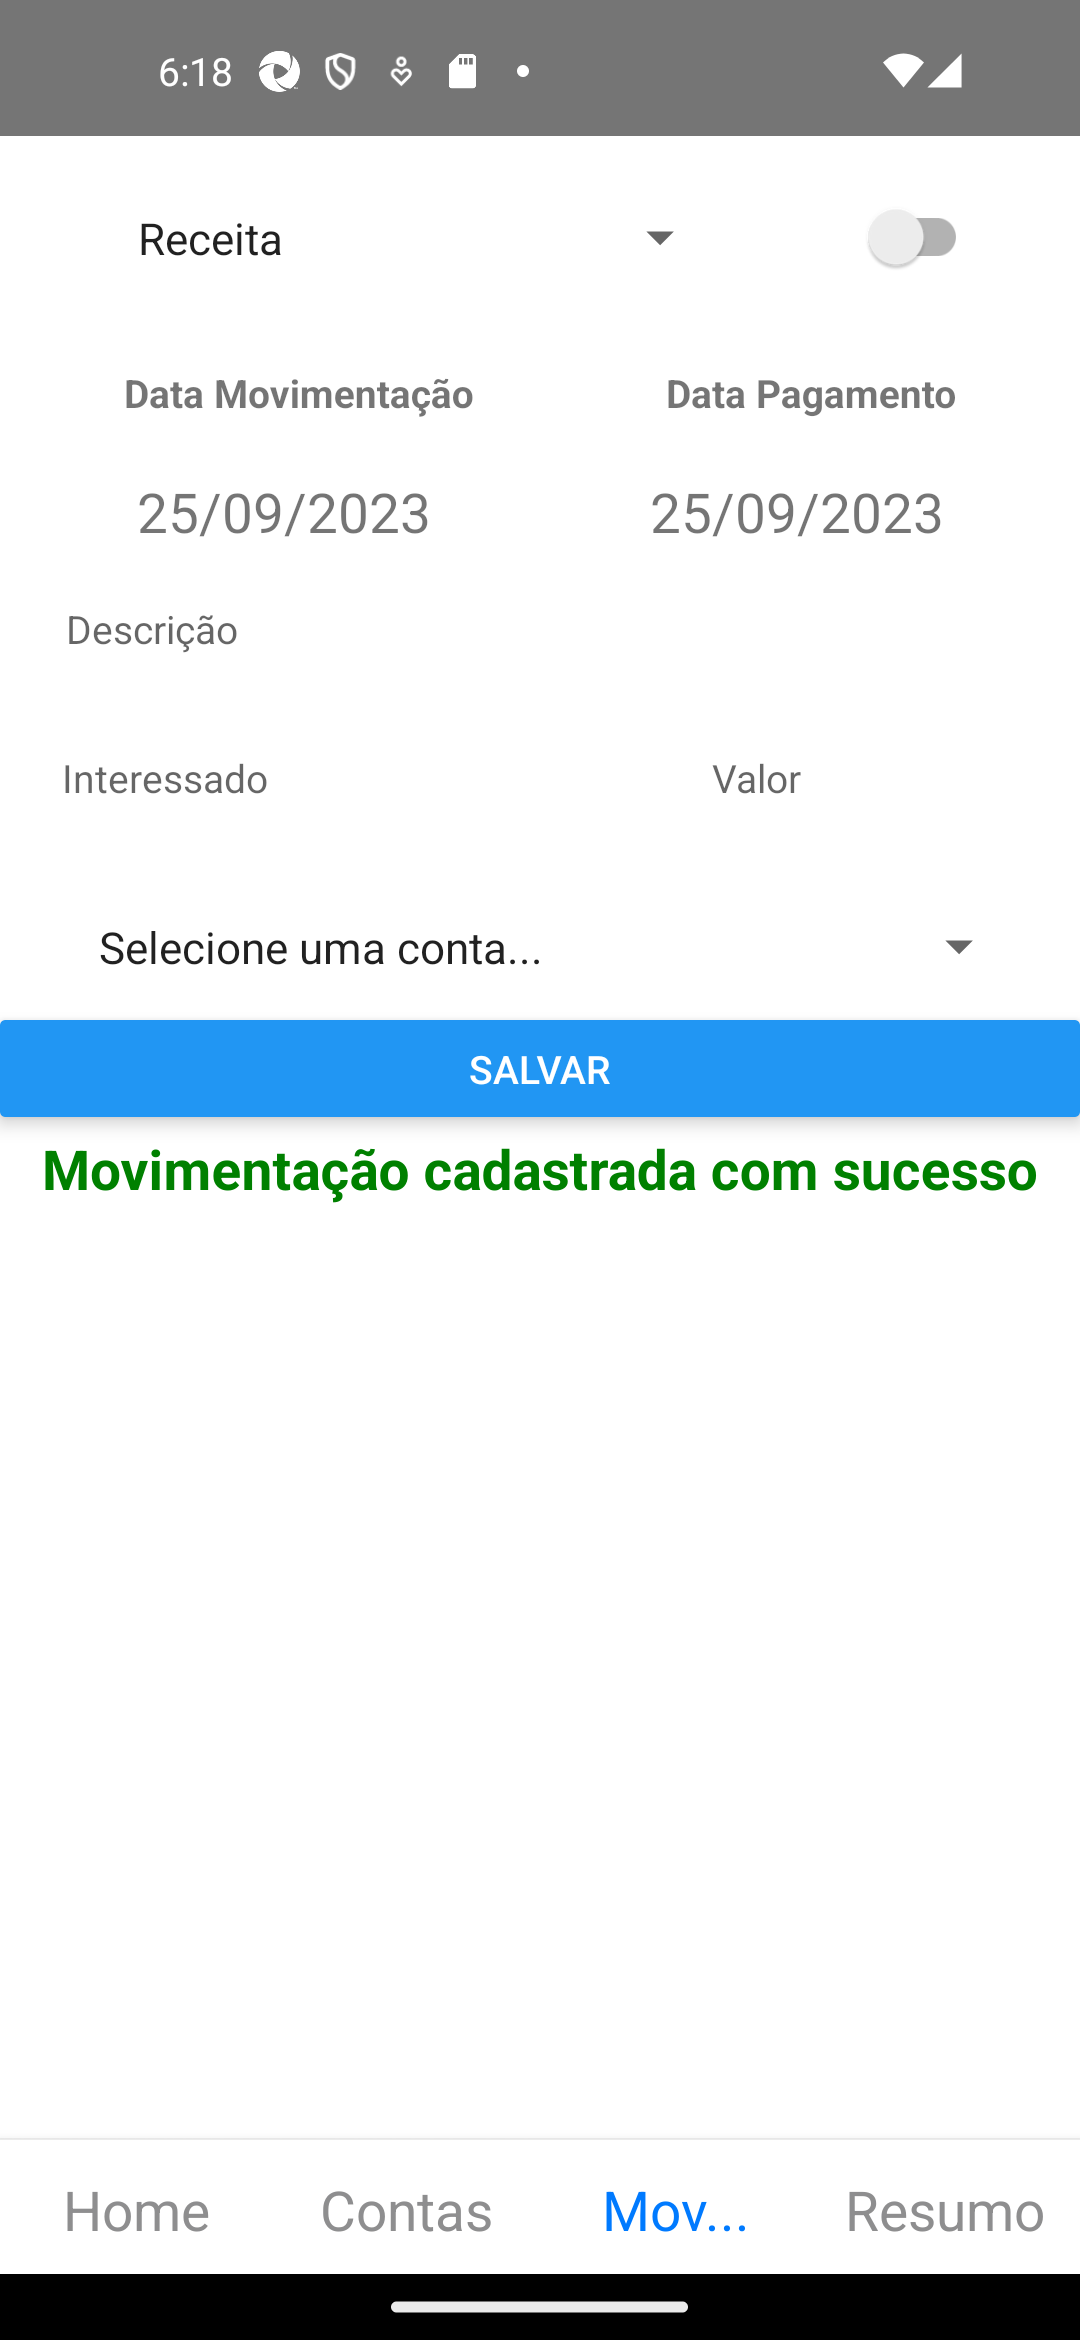 6:18
Receita
Data Movimentação Data Pagamento
25/09/2023 25/09/2023
Descrição
Interessado Valor
Selecione uma conta...
SALVAR
Movimentação cadastrada com sucesso
Home Contas Mov... Resumo